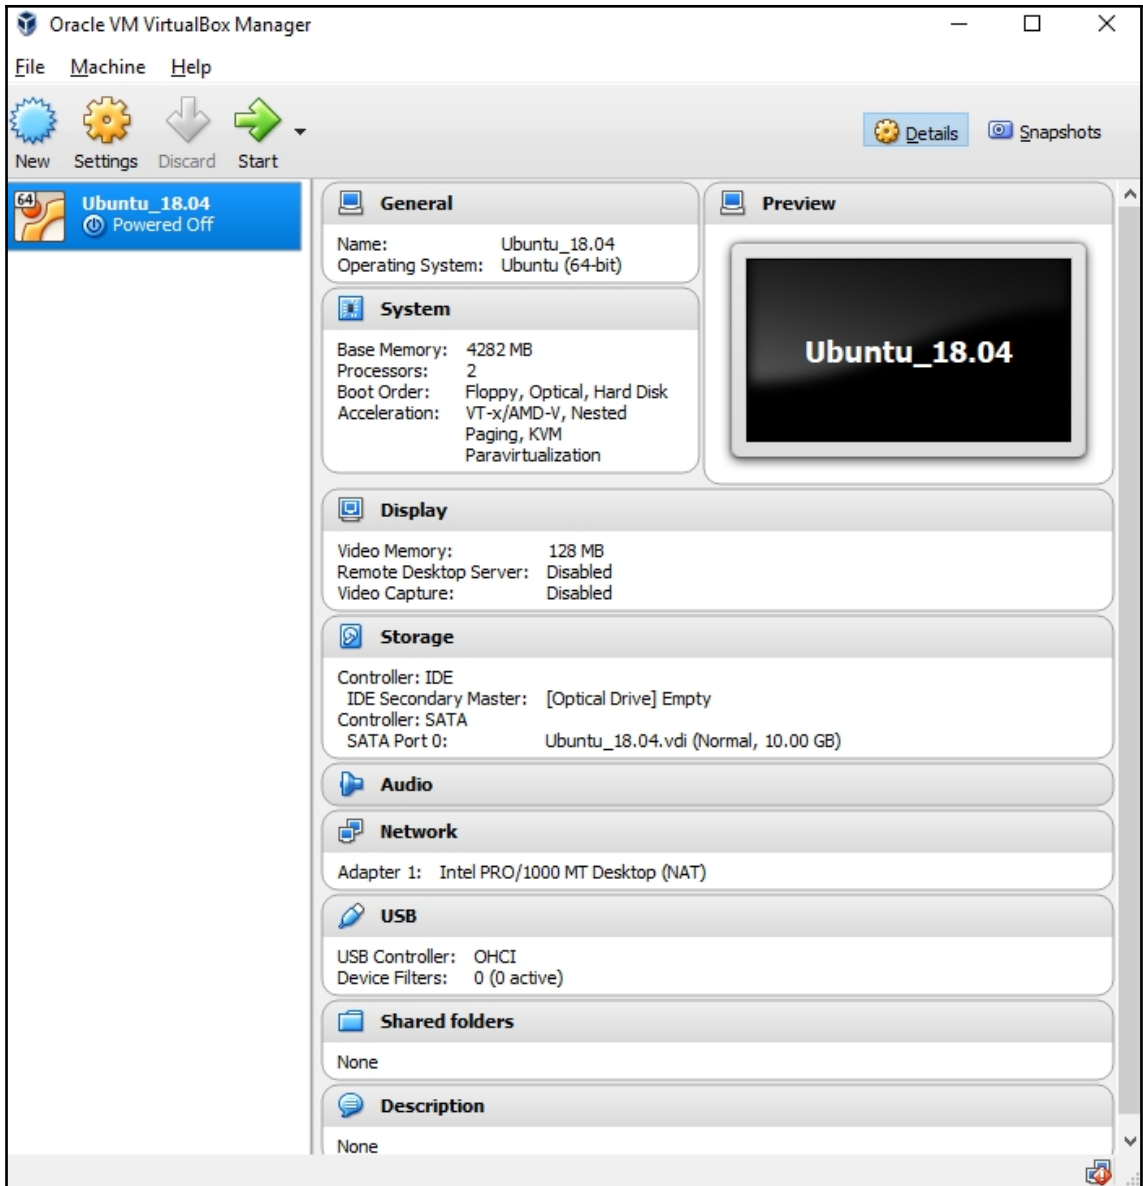 Oracle VM VirtualBox Manager
File Machine Help
New Settings Discard Start
Details Snapshots
64
Ubuntu_18.04
Powered Off
General
Name: Ubuntu_18.04
Operating System: Ubuntu (64-bit)
System
Base Memory: 4282 MB
Processors: 2
Boot Order: Floppy, Optical, Hard Disk
Acceleration: VT-x/AMD-V, Nested
Paging, KVM
Paravirtualization
Preview
Ubuntu_18.04
Display
Video Memory: 128 MB
Remote Desktop Server: Disabled
Video Capture: Disabled
Storage
Controller: IDE
IDE Secondary Master: [Optical Drive] Empty
Controller: SATA
SATA Port 0: Ubuntu_18.04.vdi (Normal, 10.00 GB)
Audio
Network
Adapter 1: Intel PRO/1000 MT Desktop (NAT)
USB
USB Controller: OHCI
Device Filters: 0 (0 active)
Shared folders
None
Description
None